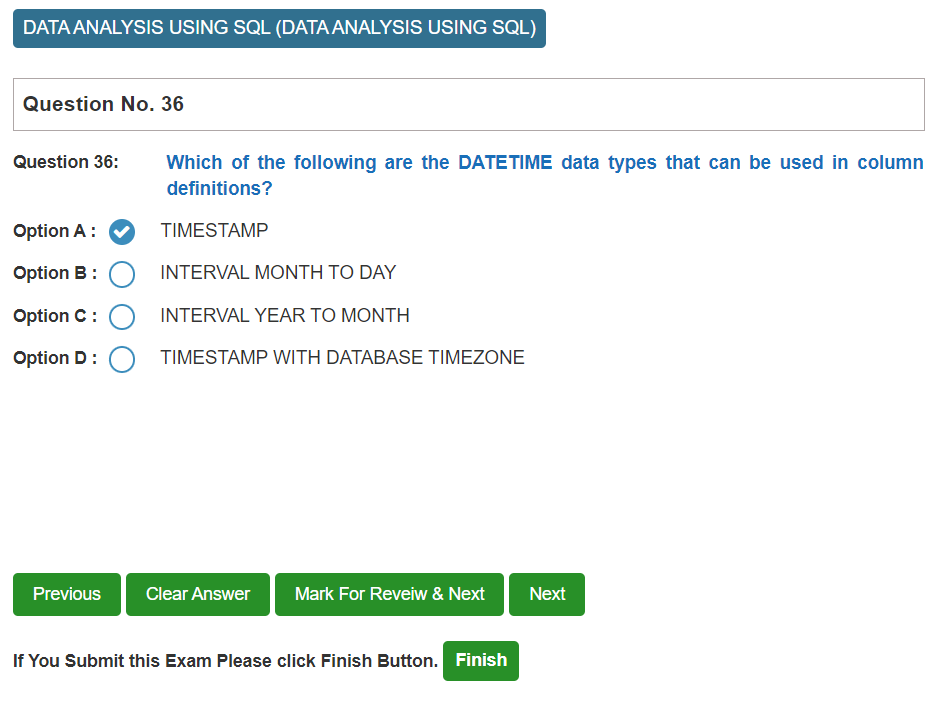 DATA ANALYSIS USING SQL (DATA ANALYSIS USING SQL)
Question No. 36
Question 36: Which of the following are the DATETIME data types that can be used in column
definitions?
Option A : TIMESTAMP
Option B : INTERVAL MONTH TO DAY
Option C : INTERVAL YEAR TO MONTH
Option D : TIMESTAMP WITH DATABASE TIMEZONE
Previous Clear Answer Mark For Reveiw & Next Next
If You Submit this Exam Please click Finish Button. Finish